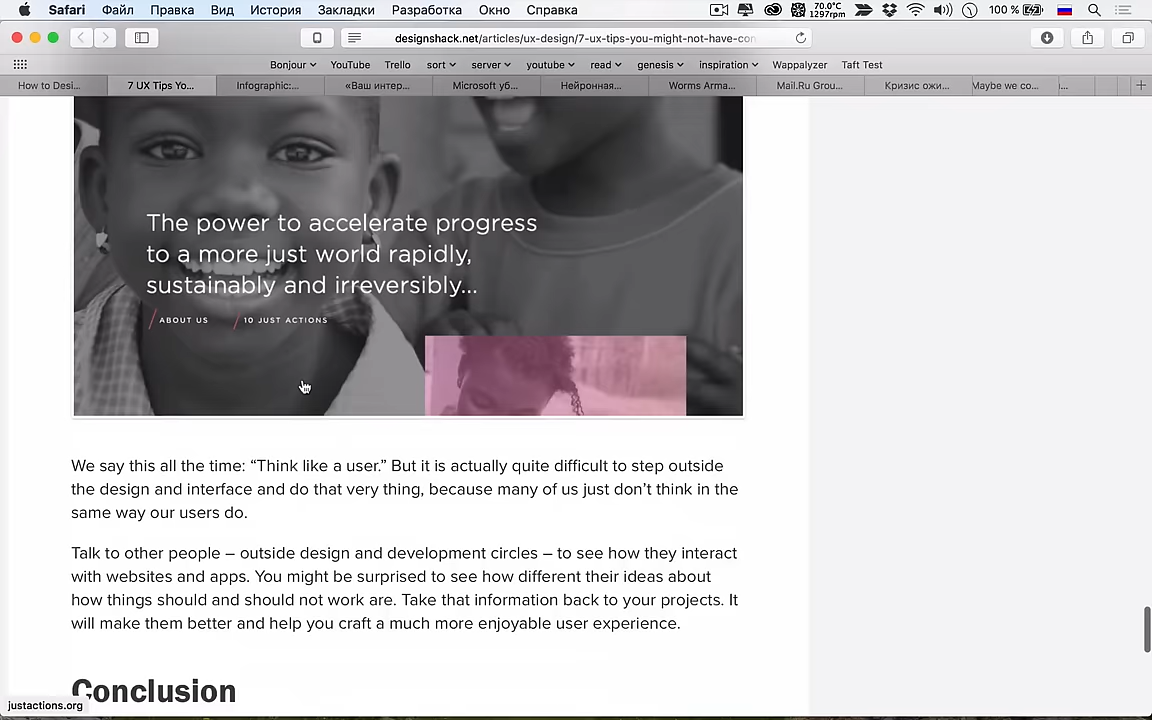 Safari Файл Правка Вид История Закладки Разработка Окно Справка 70.0°C 1297rpm 100 %
designshack.net/articles/ux-design/7-ux-tips-you-might-not-have-con
Bonjour YouTube Trello sort server youtube read genesis inspiration Wappalyzer Taft Test
How to Desi... 7 UX Tips Yo... Infographic:... «Ваш интер... Microsoft уб... Нейронная... Worms Arma... Mail.Ru Grou... Кризис ожи... Maybe we co...
The power to accelerate progress
to a more just world rapidly,
sustainably and irreversibly...
ABOUT US 10 JUST ACTIONS
We say this all the time: “Think like a user.” But it is actually quite difficult to step outside
the design and interface and do that very thing, because many of us just don’t think in the
same way our users do.
Talk to other people – outside design and development circles – to see how they interact
with websites and apps. You might be surprised to see how different their ideas about
how things should and should not work are. Take that information back to your projects. It
will make them better and help you craft a much more enjoyable user experience.
Conclusion
justactions.org